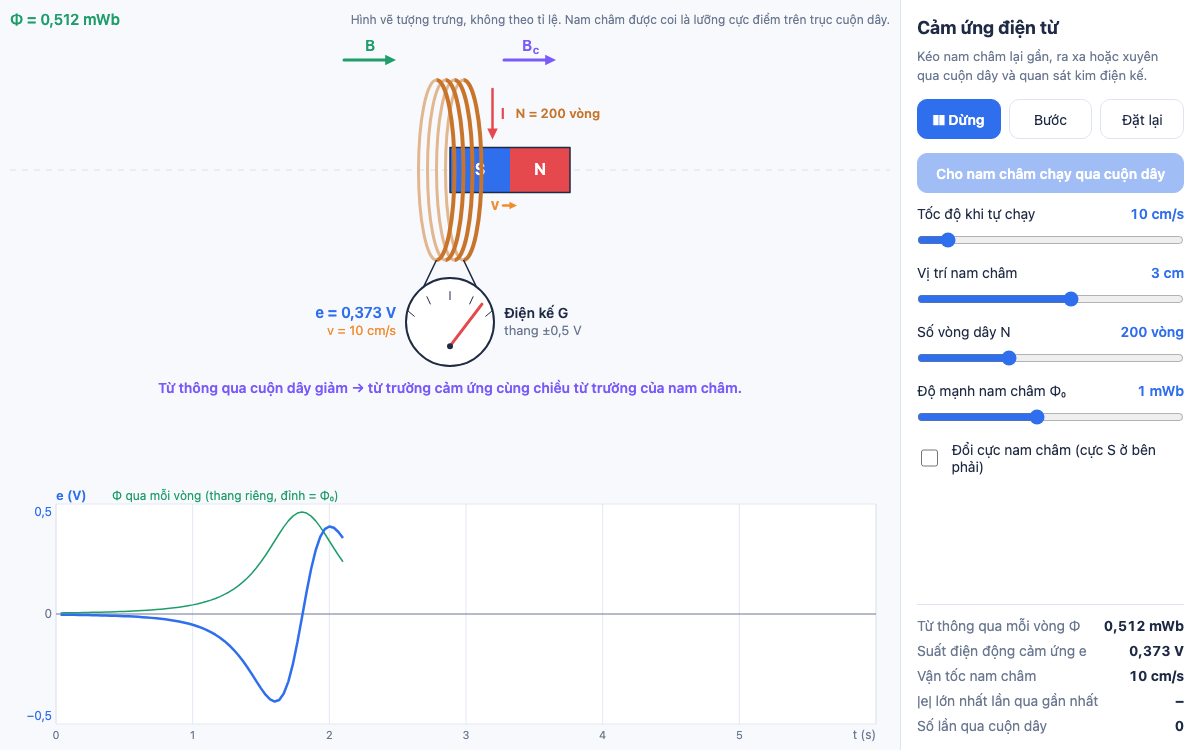 Φ = 0,512 mWb
Hình vẽ tượng trưng, không theo tỉ lệ. Nam châm được coi là lưỡng cực điểm trên trục cuộn dây.
B
Bc
I
N = 200 vòng
S
N
v
e = 0,373 V
v = 10 cm/s
Điện kế G
thang ±0,5 V
Từ thông qua cuộn dây giảm → từ trường cảm ứng cùng chiều từ trường của nam châm.
e (V)
Φ qua mỗi vòng (thang riêng, đỉnh = Φ₀)
0,5
0
−0,5
0
1
2
3
4
5
t (s)
Cảm ứng điện từ
Kéo nam châm lại gần, ra xa hoặc xuyên
qua cuộn dây và quan sát kim điện kế.
Dừng
Bước
Đặt lại
Cho nam châm chạy qua cuộn dây
Tốc độ khi tự chạy 10 cm/s
Vị trí nam châm 3 cm
Số vòng dây N 200 vòng
Độ mạnh nam châm Φ₀ 1 mWb
Đổi cực nam châm (cực S ở bên
phải)
Từ thông qua mỗi vòng Φ 0,512 mWb
Suất điện động cảm ứng e 0,373 V
Vận tốc nam châm 10 cm/s
|e| lớn nhất lần qua gần nhất –
Số lần qua cuộn dây 0